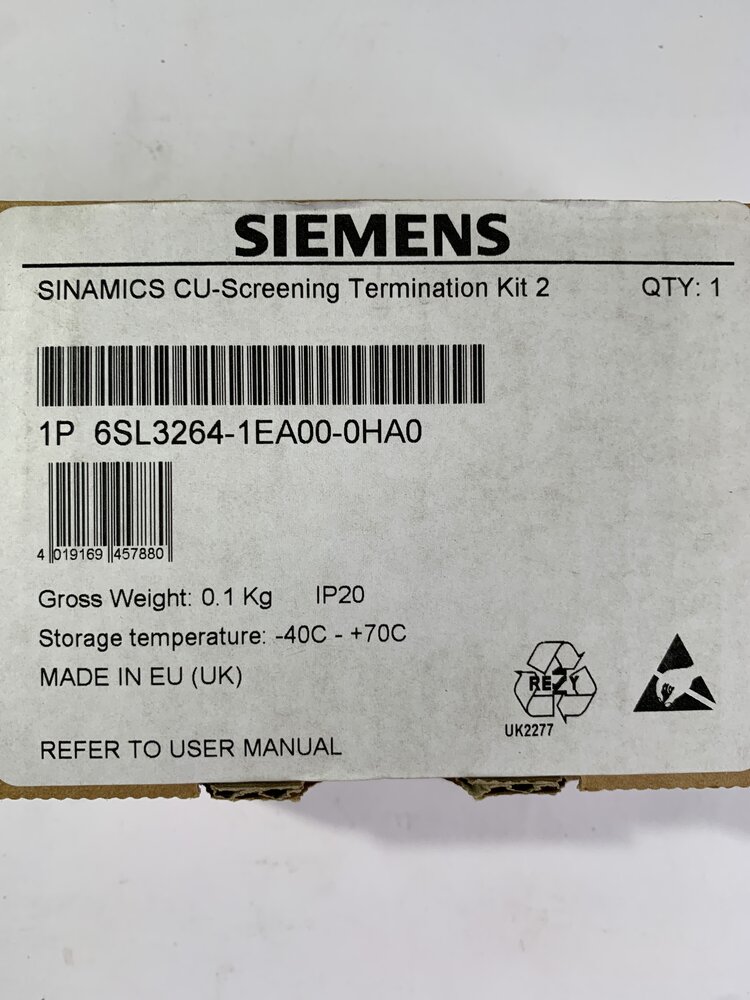 SIEMENS
SINAMICS CU-Screening Termination Kit 2 QTY: 1
1P 6SL3264-1EA00-0HA0
4 019169 457880
Gross Weight: 0.1 Kg IP20
Storage temperature: -40C - +70C
MADE IN EU (UK)
REZY
UK2277
REFER TO USER MANUAL